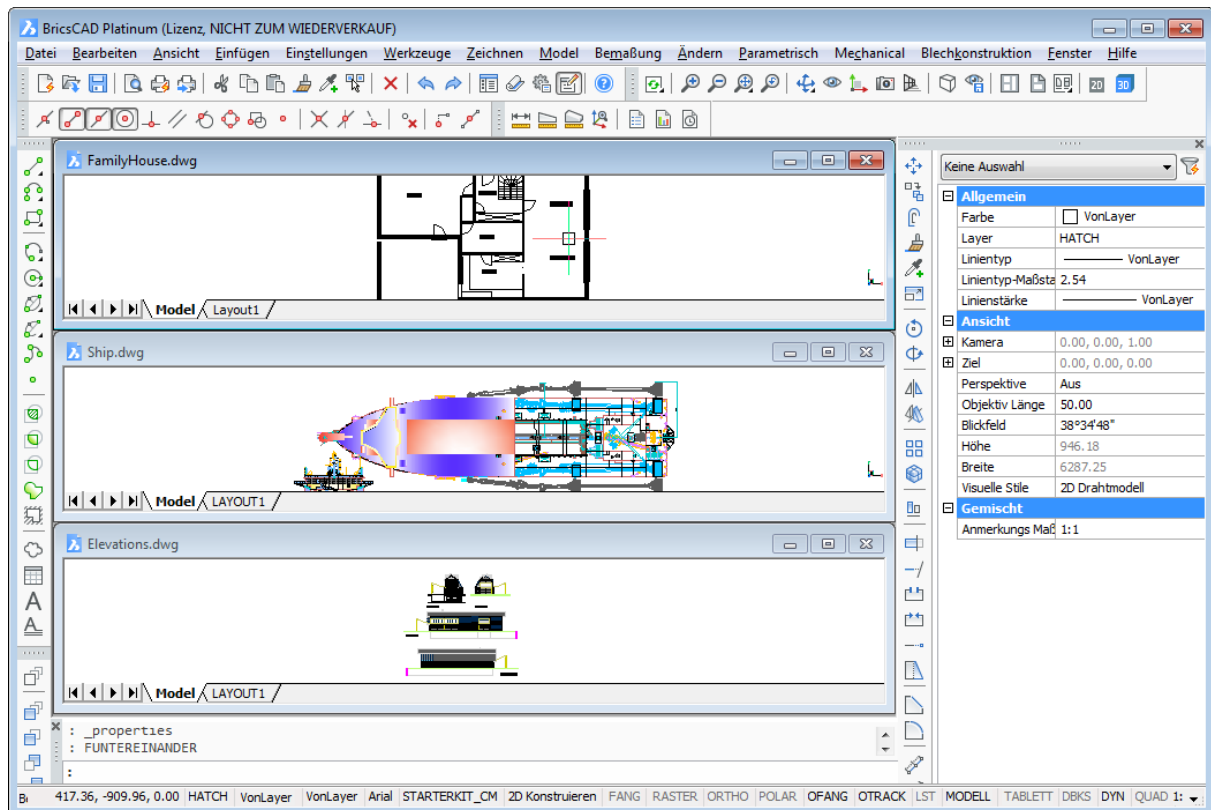 BricsCAD Platinum (Lizenz, NICHT ZUM WIEDERVERKAUF)
Datei Bearbeiten Ansicht Einfügen Einstellungen Werkzeuge Zeichnen Model Bemaßung Ändern Parametrisch Mechanical Blechkonstruktion Fenster Hilfe
2D 3D
FamilyHouse.dwg
Model Layout1
Ship.dwg
Model LAYOUT1
Elevations.dwg
Model LAYOUT1
: _properties
: FUNTEREINANDER
:
Keine Auswahl
Allgemein
Farbe VonLayer
Layer HATCH
Linientyp VonLayer
Linientyp-Maßsta 2.54
Linienstärke VonLayer
Ansicht
Kamera 0.00, 0.00, 1.00
Ziel 0.00, 0.00, 0.00
Perspektive Aus
Objektiv Länge 50.00
Blickfeld 38°34'48"
Höhe 946.18
Breite 6287.25
Visuelle Stile 2D Drahtmodell
Gemischt
Anmerkungs Maß 1:1
417.36, -909.96, 0.00 HATCH VonLayer VonLayer Arial STARTERKIT_CM 2D Konstruieren FANG RASTER ORTHO POLAR OFANG OTRACK LST MODELL TABLETT DBKS DYN QUAD 1: